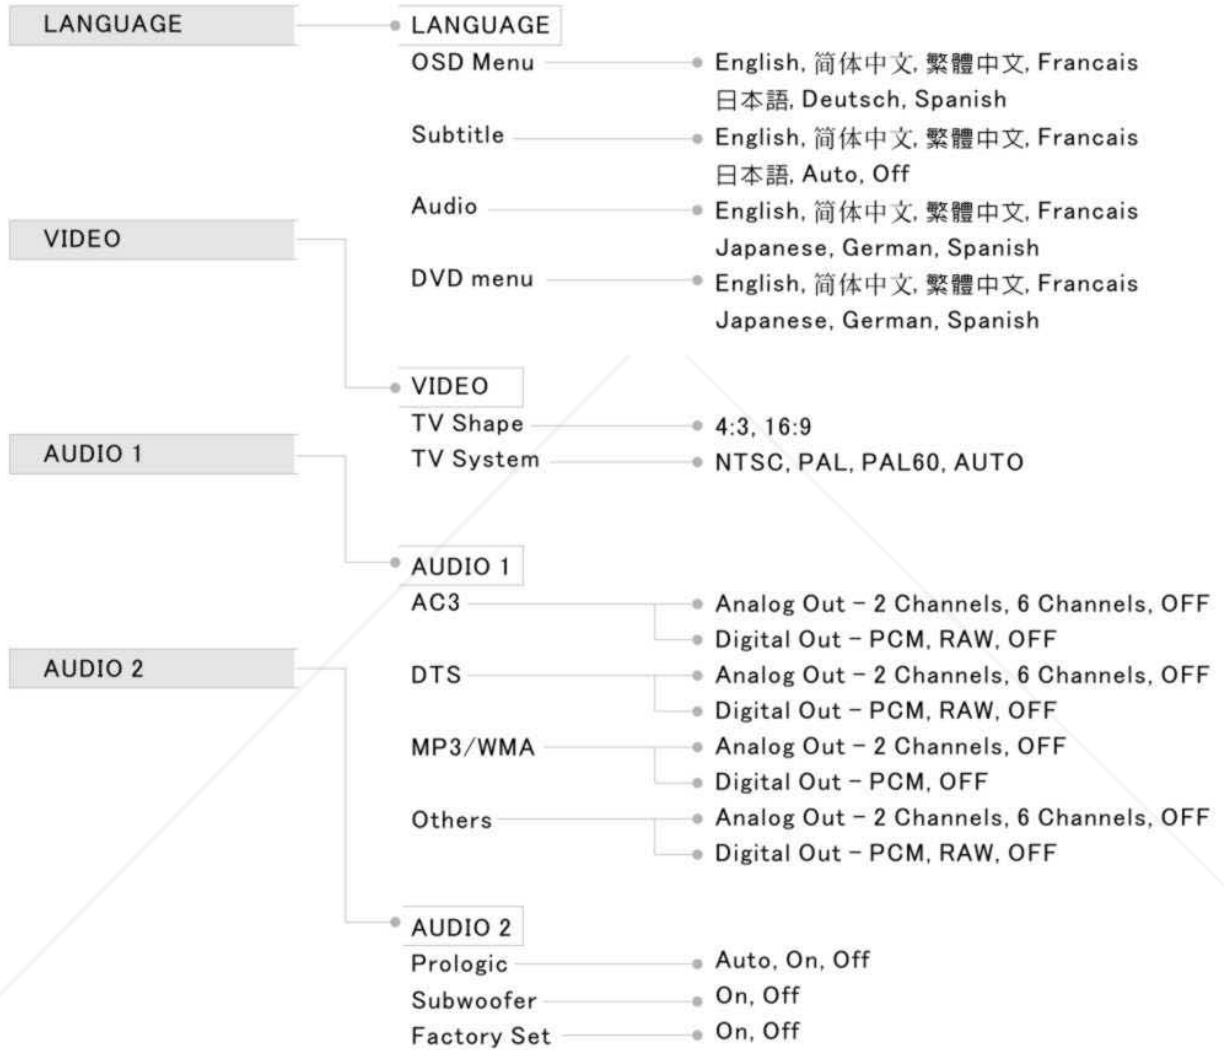 LANGUAGE
LANGUAGE
OSD Menu English, 简体中文, 繁體中文, Francais
日本語, Deutsch, Spanish
Subtitle English, 简体中文, 繁體中文, Francais
日本語, Auto, Off
Audio English, 简体中文, 繁體中文, Francais
Japanese, German, Spanish
DVD menu English, 简体中文, 繁體中文, Francais
Japanese, German, Spanish
VIDEO
VIDEO
TV Shape 4:3, 16:9
TV System NTSC, PAL, PAL60, AUTO
AUDIO 1
AUDIO 1
AC3 Analog Out - 2 Channels, 6 Channels, OFF
Digital Out - PCM, RAW, OFF
DTS Analog Out - 2 Channels, 6 Channels, OFF
Digital Out - PCM, RAW, OFF
MP3/WMA Analog Out - 2 Channels, OFF
Digital Out - PCM, OFF
Others Analog Out - 2 Channels, 6 Channels, OFF
Digital Out - PCM, RAW, OFF
AUDIO 2
AUDIO 2
Prologic Auto, On, Off
Subwoofer On, Off
Factory Set On, Off